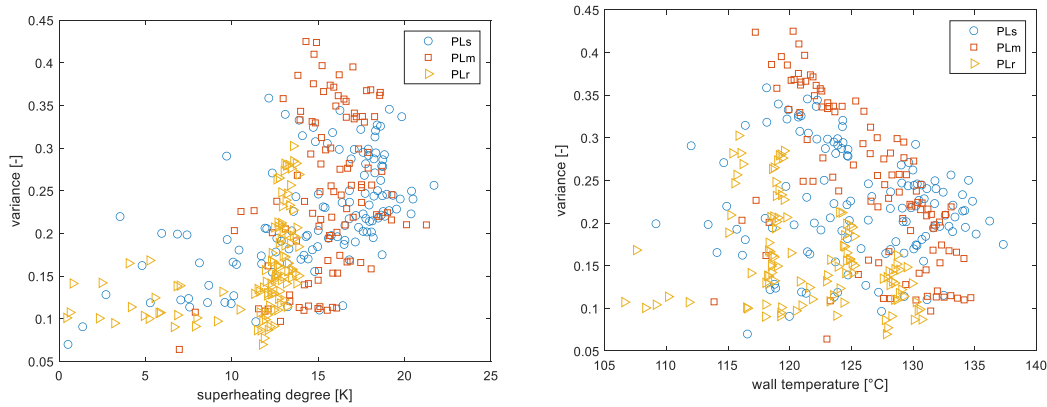 0.45
0.4
0.35
0.3
0.25
0.2
0.15
0.1
0.05
0 5 10 15 20 25
variance [-]
superheating degree [K]
PLs
PLm
PLr
0.45
0.4
0.35
0.3
0.25
0.2
0.15
0.1
0.05
105 110 115 120 125 130 135 140
variance [-]
wall temperature [°C]
PLs
PLm
PLr